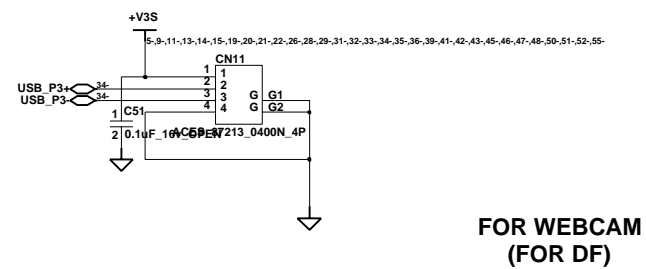 +V3S
5-,9-,11-,13-,14-,15-,19-,20-,21-,22-,26-,28-,29-,31-,32-,33-,34-,35-,36-,39-,41-,42-,43-,45-,46-,47-,48-,50-,51-,52-,55-
CN11
1 1
USB_P3+ 34- 2 2
USB_P3- 34- 3 3 G G1
4 4 G G2
1 C51
2 0.1uF_16V_OPEN
ACES_87213_0400N_4P
FOR WEBCAM
(FOR DF)